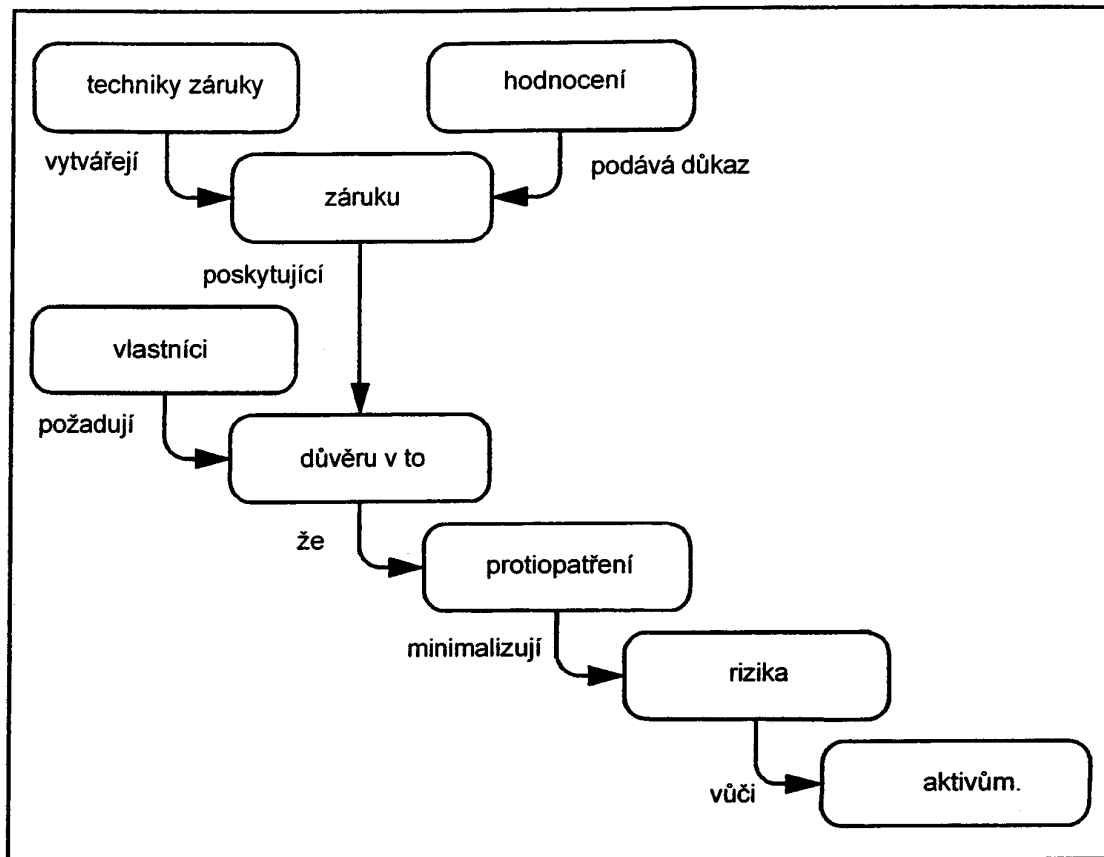 techniky záruky
hodnocení
vytvářejí
podává důkaz
záruku
poskytující
vlastníci
požadují
důvěru v to
že
protiopatření
minimalizují
rizika
vůči
aktivům.